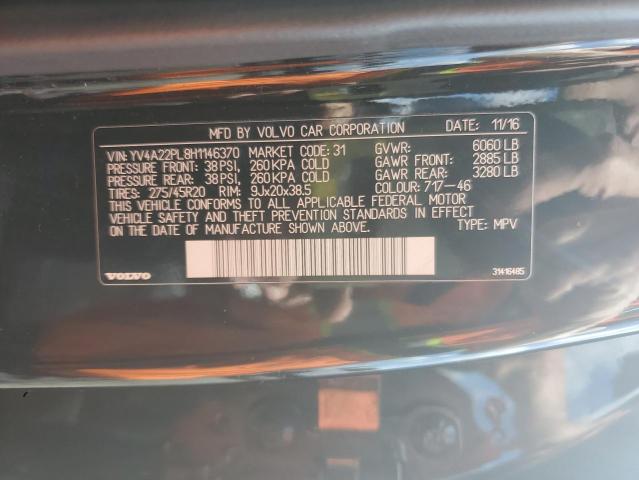 MFD BY VOLVO CAR CORPORATION DATE: 11/16
VIN: YV4A22PL8H1146370 MARKET CODE: 31 GVWR: 6060 LB
PRESSURE FRONT: 38 PSI, 260 KPA COLD GAWR FRONT: 2885 LB
PRESSURE REAR: 38 PSI, 260 KPA COLD GAWR REAR: 3280 LB
TIRES: 275/45R20 RIM: 9Jx20x38.5 COLOUR: 717-46
THIS VEHICLE CONFORMS TO ALL APPLICABLE FEDERAL MOTOR
VEHICLE SAFETY AND THEFT PREVENTION STANDARDS IN EFFECT
ON THE DATE OF MANUFACTURE SHOWN ABOVE. TYPE: MPV
VOLVO 31416485